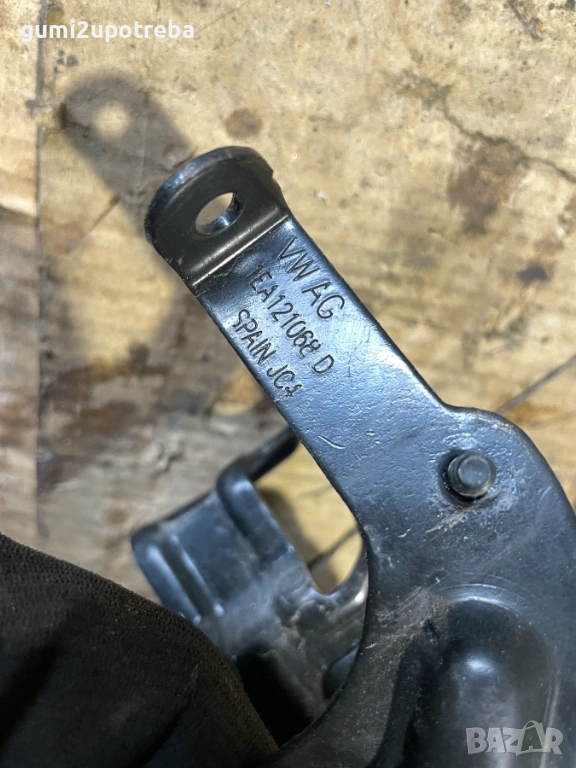 gumi2upotreba
VW AG
1EA121068 D
SPAIN JC4
BAZAR